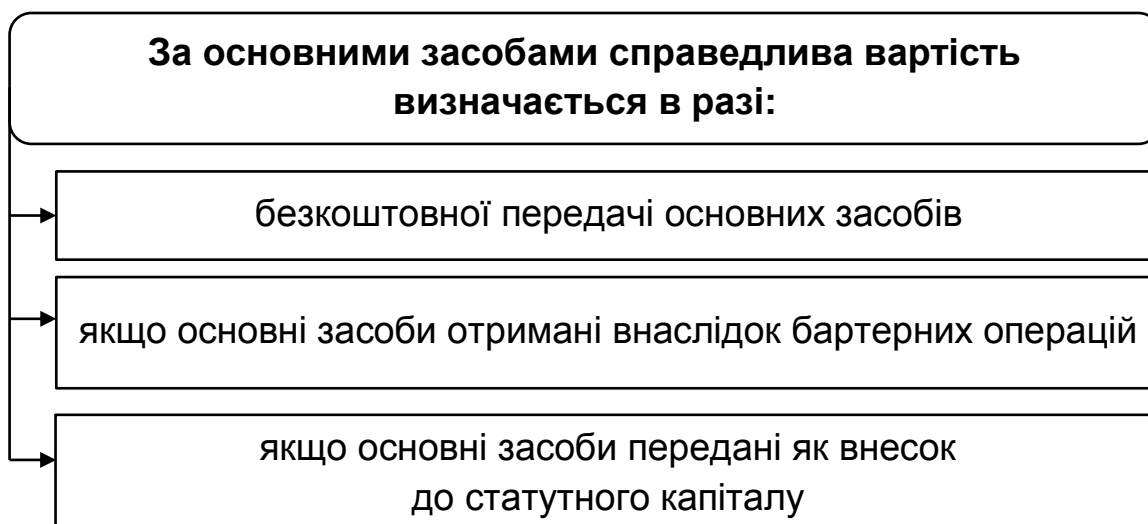 За основними засобами справедлива вартість
визначається в разі:
безкоштовної передачі основних засобів
якщо основні засоби отримані внаслідок бартерних операцій
якщо основні засоби передані як внесок
до статутного капіталу